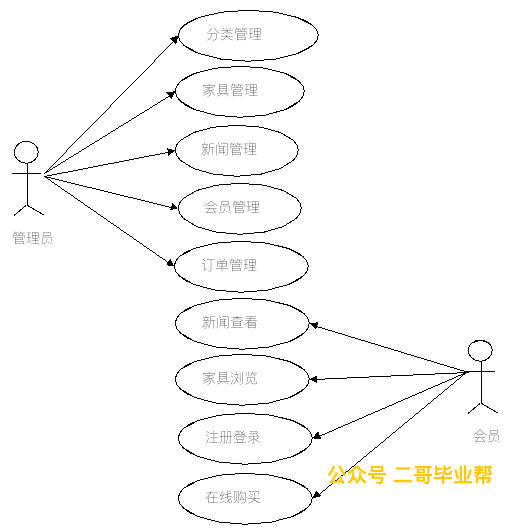 分类管理
家具管理
新闻管理
会员管理
管理员
订单管理
新闻查看
家具浏览
注册登录
会员
公众号 二哥毕业帮
在线购买